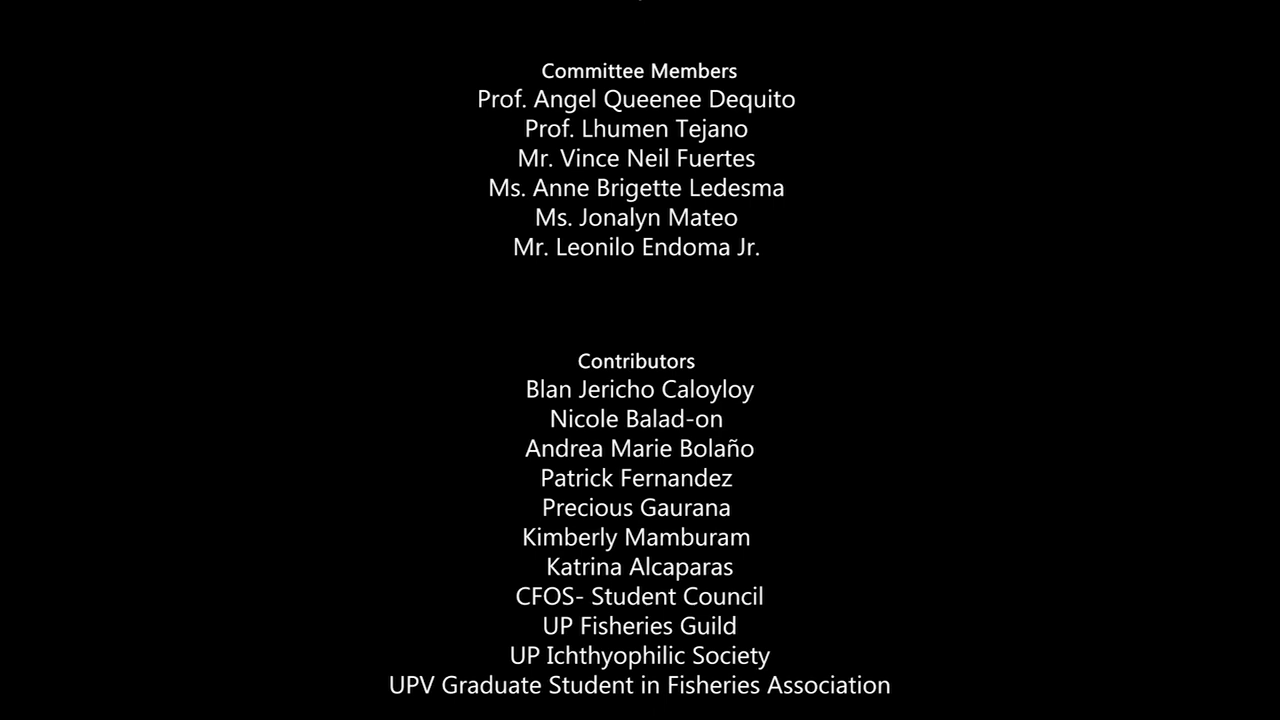 Committee Members
Prof. Angel Queenee Dequito
Prof. Lhumen Tejano
Mr. Vince Neil Fuertes
Ms. Anne Brigette Ledesma
Ms. Jonalyn Mateo
Mr. Leonilo Endoma Jr.
Contributors
Blan Jericho Caloyloy
Nicole Balad-on
Andrea Marie Bolaño
Patrick Fernandez
Precious Gaurana
Kimberly Mamburam
Katrina Alcaparas
CFOS- Student Council
UP Fisheries Guild
UP Ichthyophilic Society
UPV Graduate Student in Fisheries Association